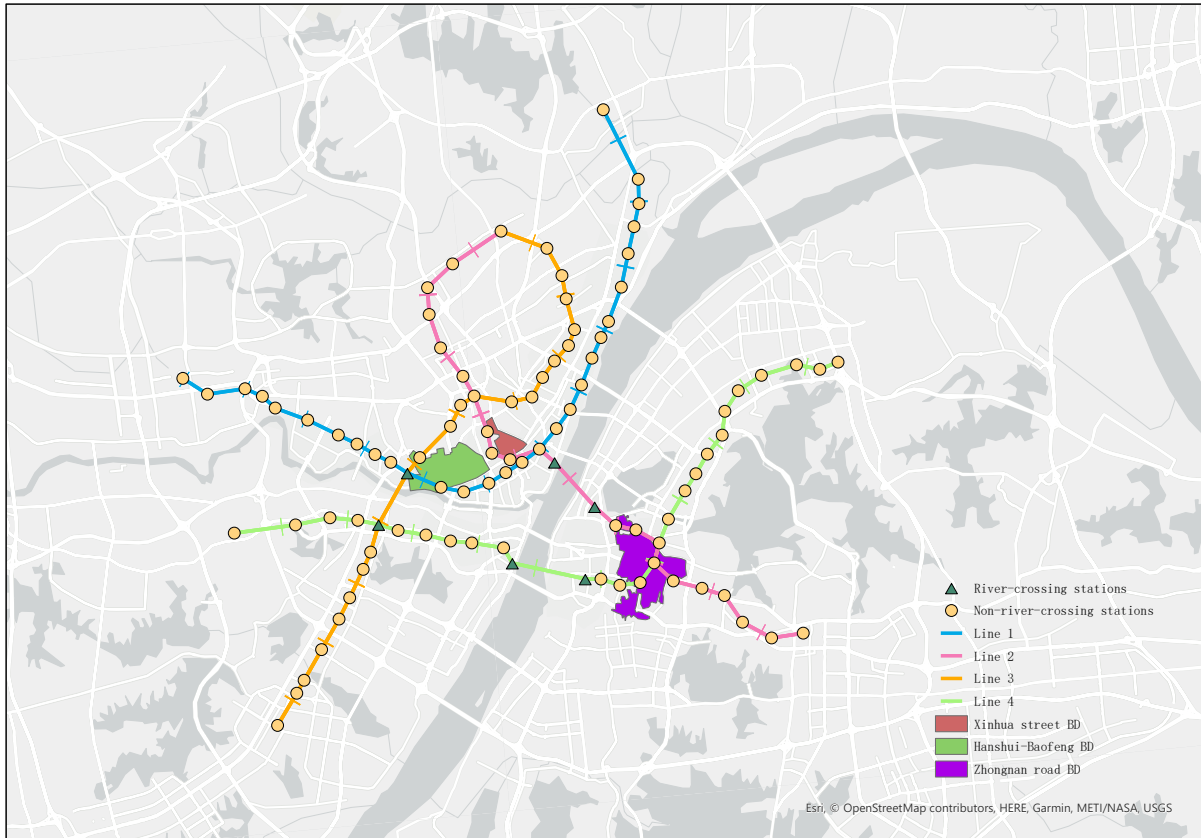 River-crossing stations
Non-river-crossing stations
Line 1
Line 2
Line 3
Line 4
Xinhua street BD
Hanshui-Baofeng BD
Zhongnan road BD
Esri, © OpenStreetMap contributors, HERE, Garmin, METI/NASA, USGS